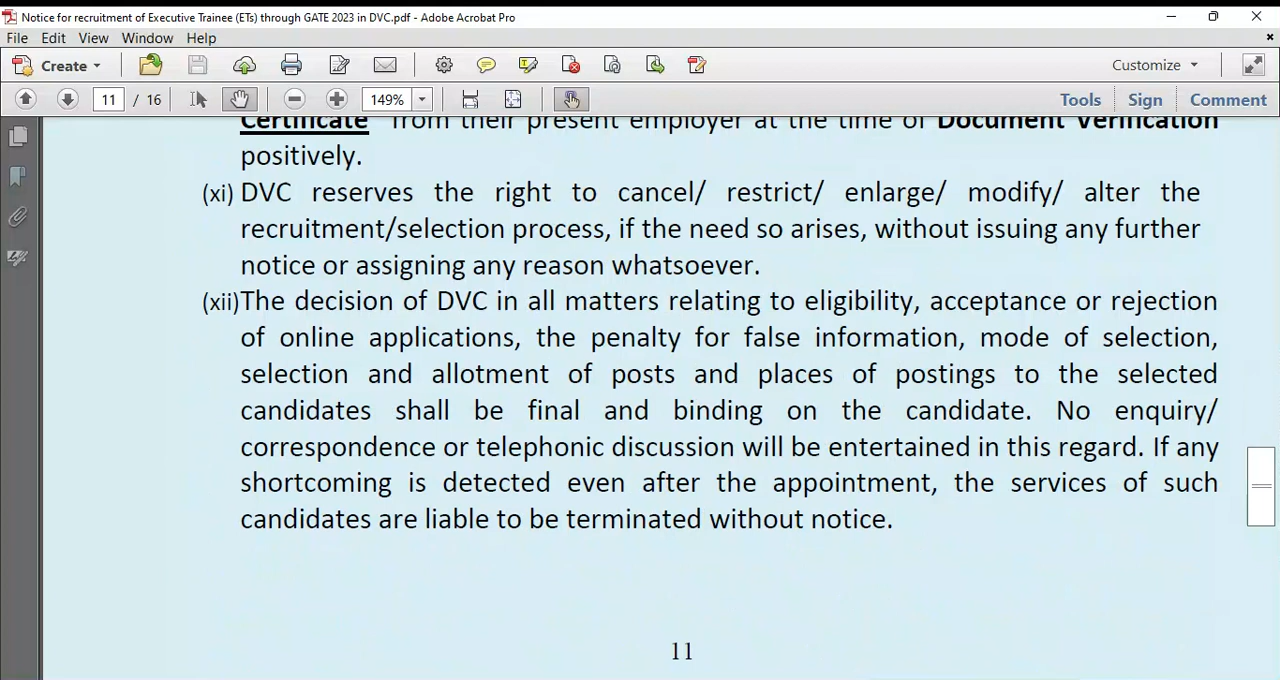 Notice for recruitment of Executive Trainee (ETs) through GATE 2023 in DVC.pdf - Adobe Acrobat Pro
File Edit View Window Help
Create Customize
11 / 16 149% Tools Sign Comment
Certificate from their present employer at the time of Document Verification
positively.
(xi) DVC reserves the right to cancel/ restrict/ enlarge/ modify/ alter the
recruitment/selection process, if the need so arises, without issuing any further
notice or assigning any reason whatsoever.
(xii)The decision of DVC in all matters relating to eligibility, acceptance or rejection
of online applications, the penalty for false information, mode of selection,
selection and allotment of posts and places of postings to the selected
candidates shall be final and binding on the candidate. No enquiry/
correspondence or telephonic discussion will be entertained in this regard. If any
shortcoming is detected even after the appointment, the services of such
candidates are liable to be terminated without notice.
11